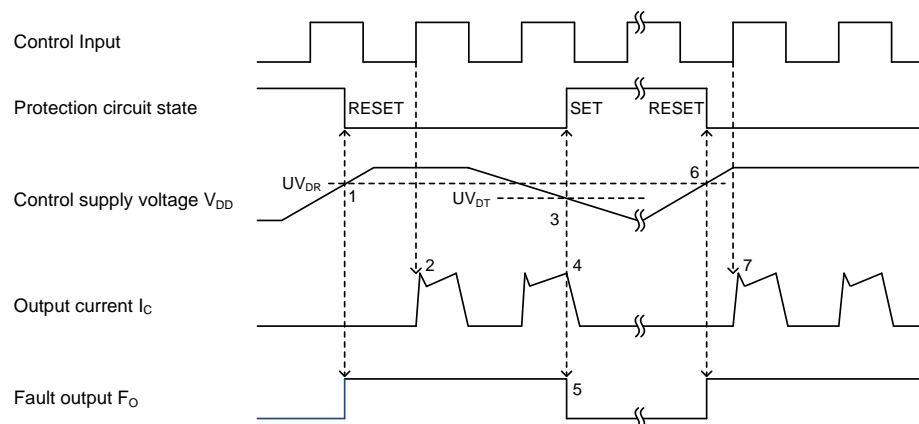 Control Input
Protection circuit state
RESET
SET
RESET
Control supply voltage VDD
UVDR
1
UVDT
3
6
Output current IC
2
4
7
Fault output FO
5